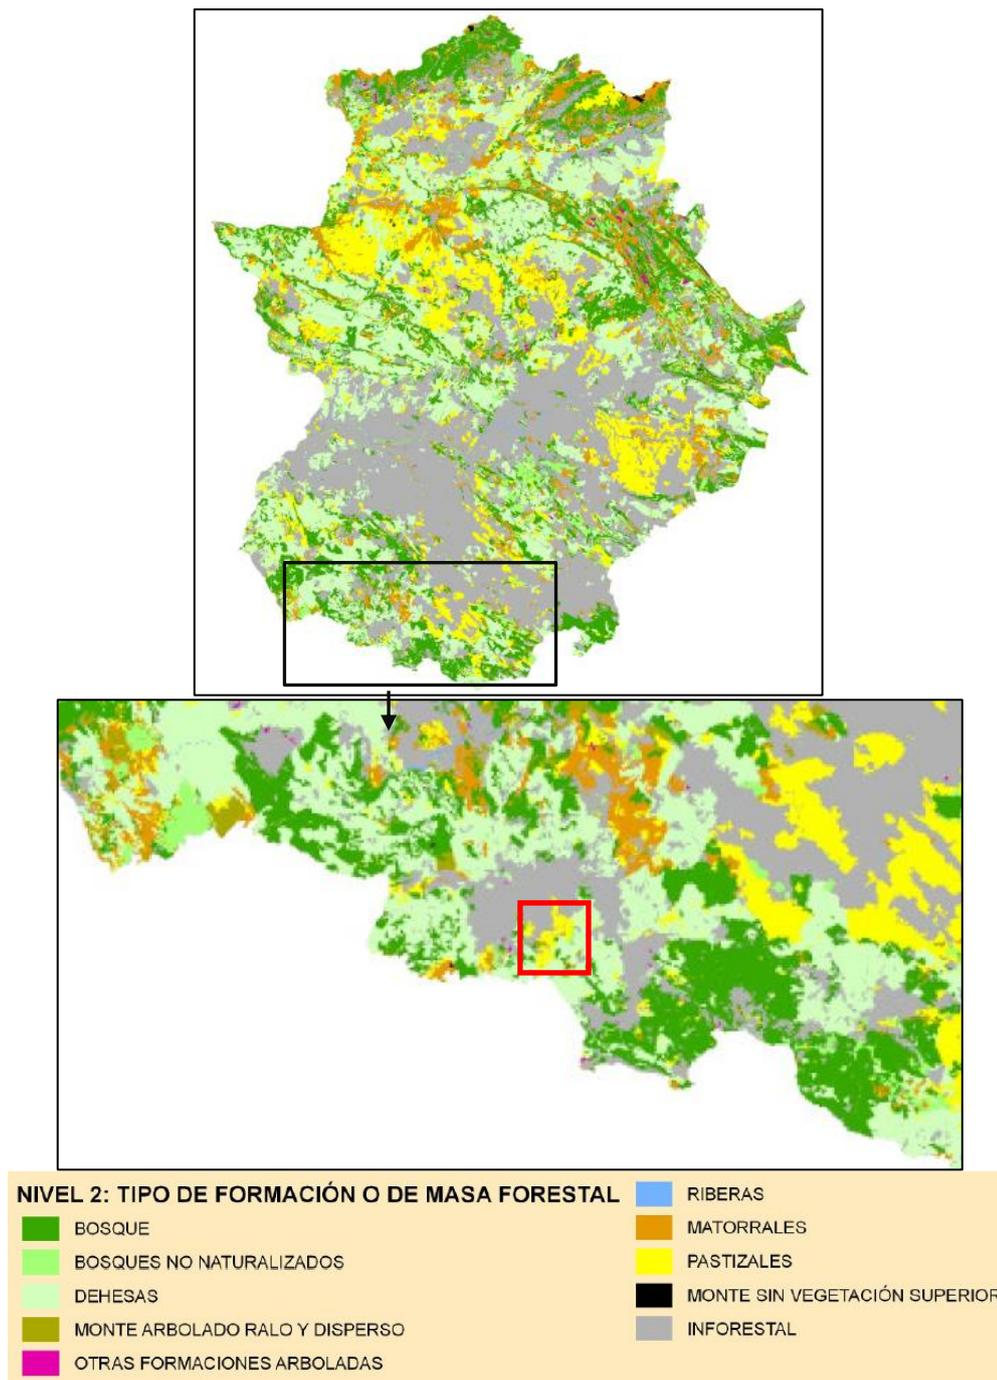 NIVEL 2: TIPO DE FORMACIÓN O DE MASA FORESTAL
BOSQUE
BOSQUES NO NATURALIZADOS
DEHESAS
MONTE ARBOLADO RALO Y DISPERSO
OTRAS FORMACIONES ARBOLADAS
RIBERAS
MATORRALES
PASTIZALES
MONTE SIN VEGETACIÓN SUPERIOR
INFORESTAL